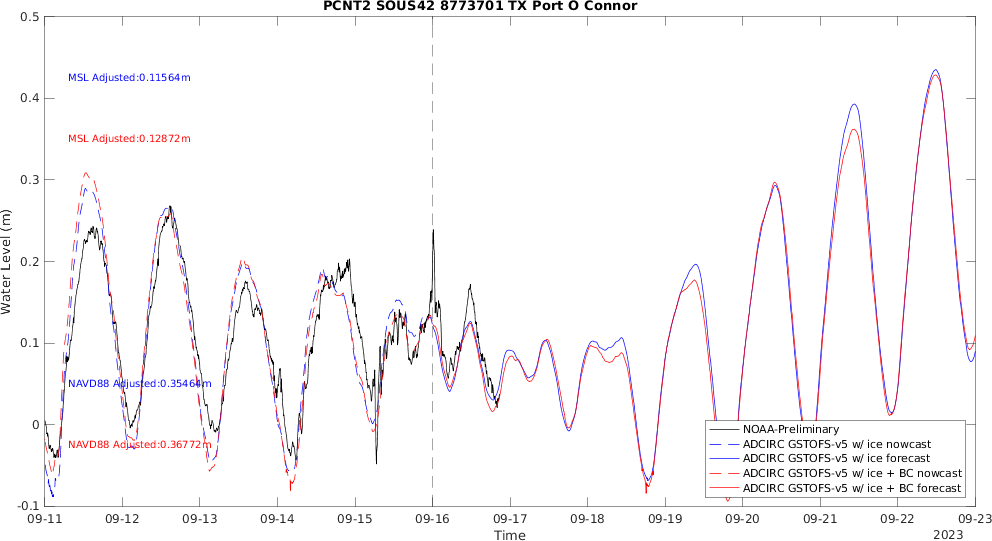 PCNT2 SOUS42 8773701 TX Port O Connor
0.5
0.4
0.3
0.2
0.1
0
-0.1
Water Level (m)
MSL Adjusted:0.11564m
MSL Adjusted:0.12872m
NAVD88 Adjusted:0.35464m
NAVD88 Adjusted:0.36772m
NOAA-Preliminary
ADCIRC GSTOFS-v5 w/ ice nowcast
ADCIRC GSTOFS-v5 w/ ice forecast
ADCIRC GSTOFS-v5 w/ ice + BC nowcast
ADCIRC GSTOFS-v5 w/ ice + BC forecast
09-11 09-12 09-13 09-14 09-15 09-16 09-17 09-18 09-19 09-20 09-21 09-22 09-23
Time
2023